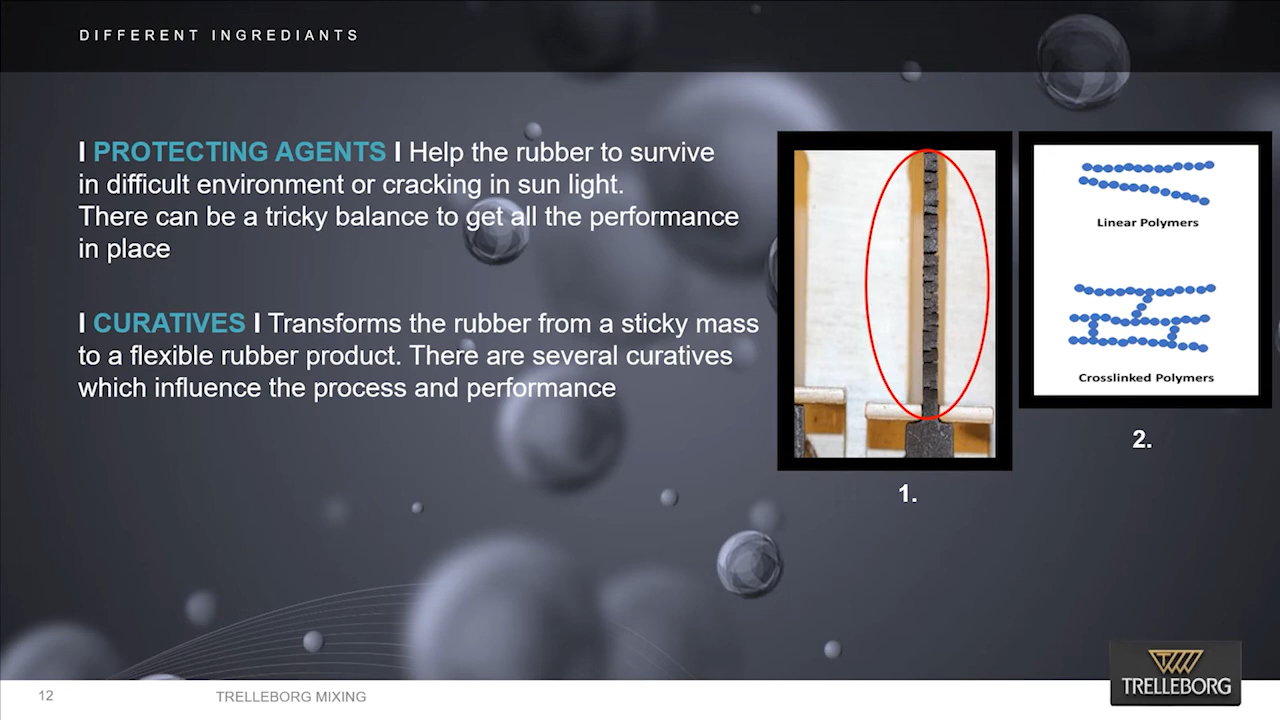 DIFFERENT INGREDIANTS
I PROTECTING AGENTS I Help the rubber to survive
in difficult environment or cracking in sun light.
There can be a tricky balance to get all the performance
in place
I CURATIVES I Transforms the rubber from a sticky mass
to a flexible rubber product. There are several curatives
which influence the process and performance
1.
Linear Polymers
Crosslinked Polymers
2.
12
TRELLEBORG MIXING
TRELLEBORG